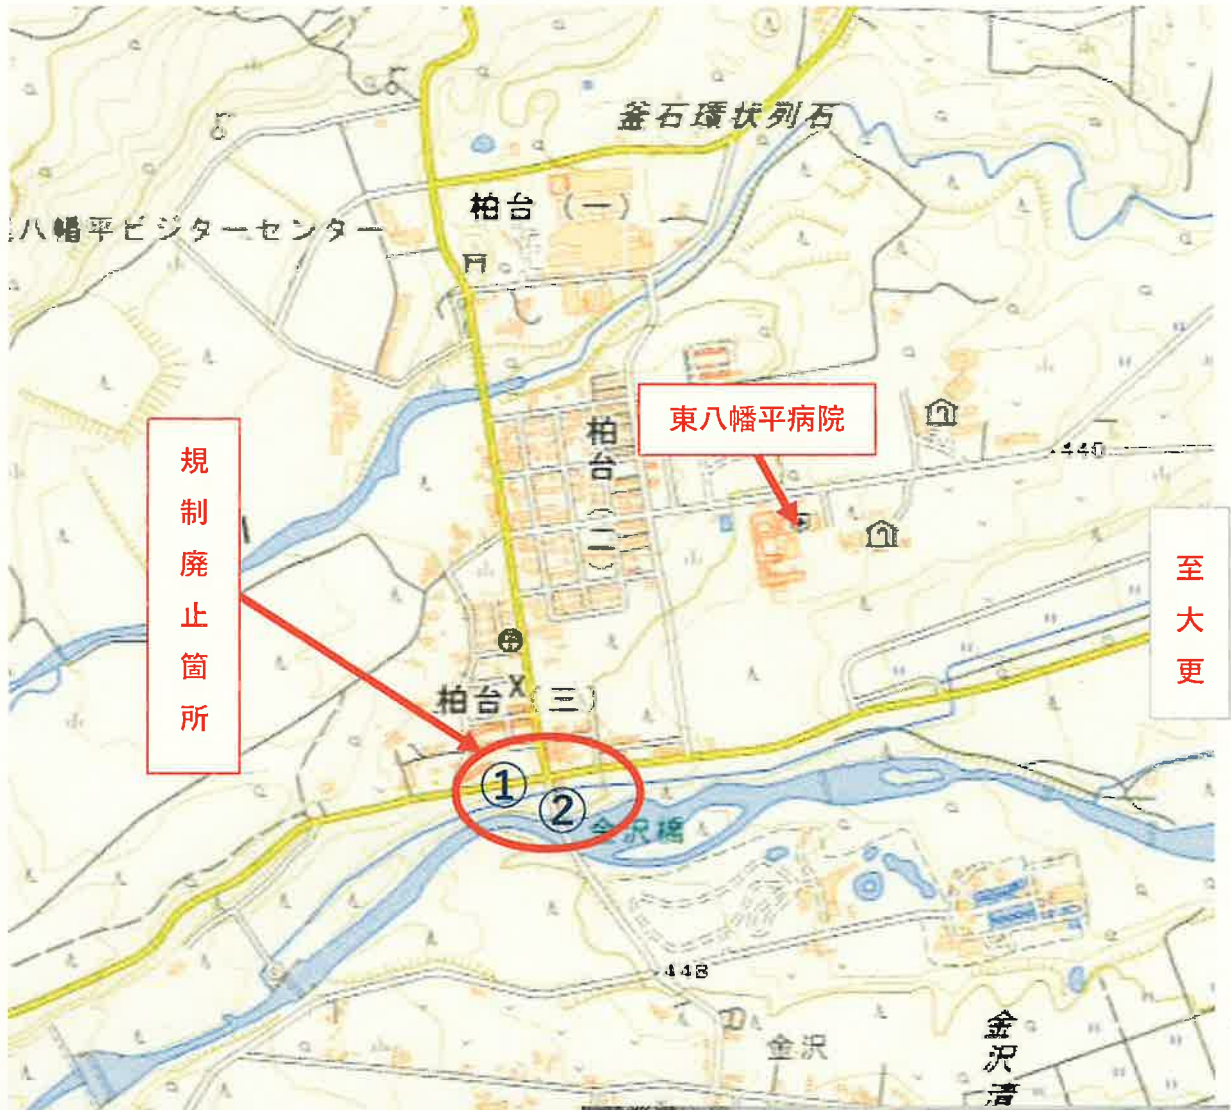 釜石環状列石
柏台（一）
八幡平ビジターセンター
東八幡平病院
柏台（二）
規制廃止箇所
・440
至大更
柏台（三）
①
②
金沢橋
448
金沢
金沢清